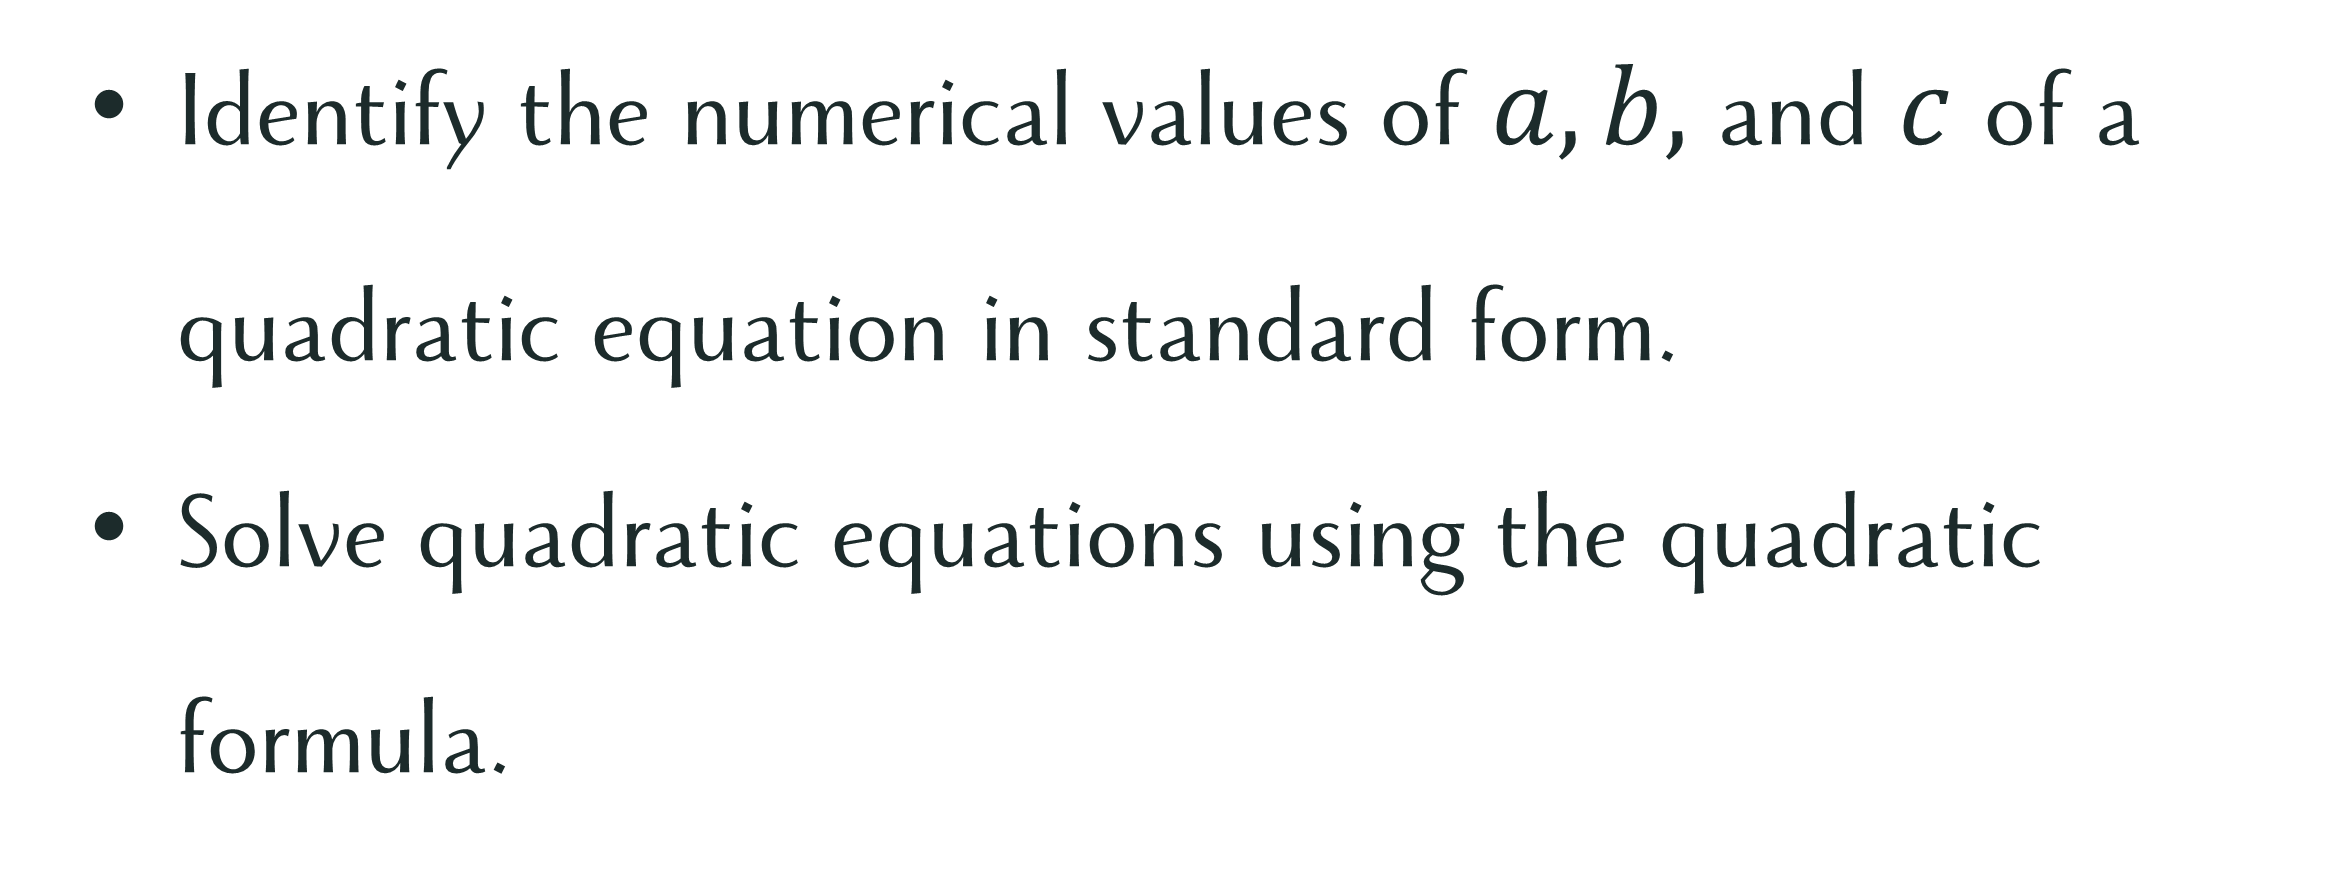 • Identify the numerical values of a, b, and c of a
quadratic equation in standard form.
• Solve quadratic equations using the quadratic
formula.